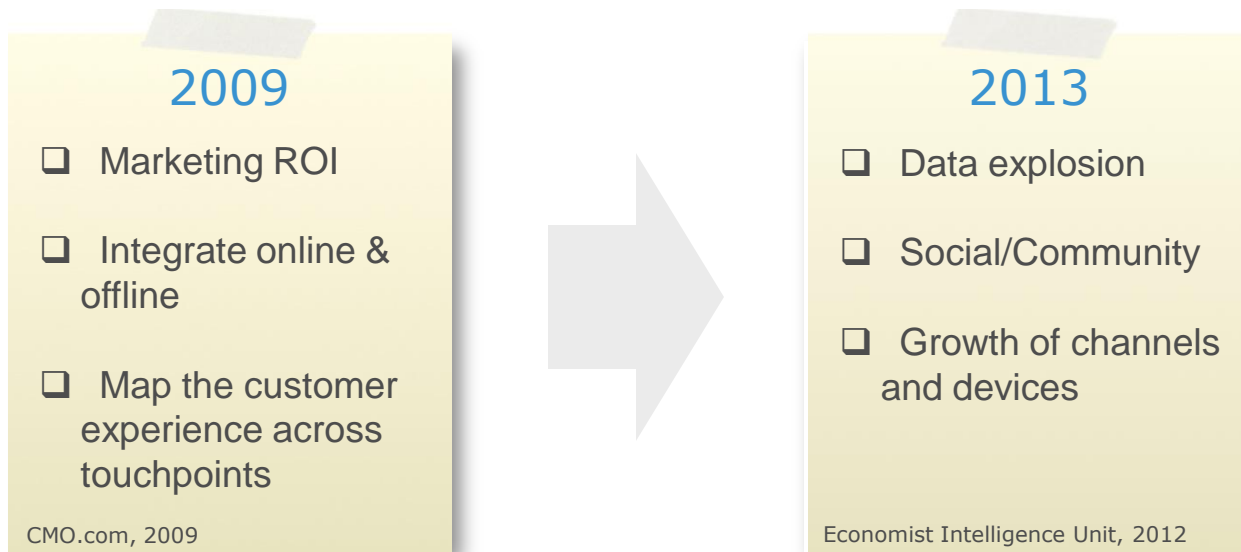 2009
❑ Marketing ROI
❑ Integrate online &
offline
❑ Map the customer
experience across
touchpoints
CMO.com, 2009
2013
❑ Data explosion
❑ Social/Community
❑ Growth of channels
and devices
Economist Intelligence Unit, 2012